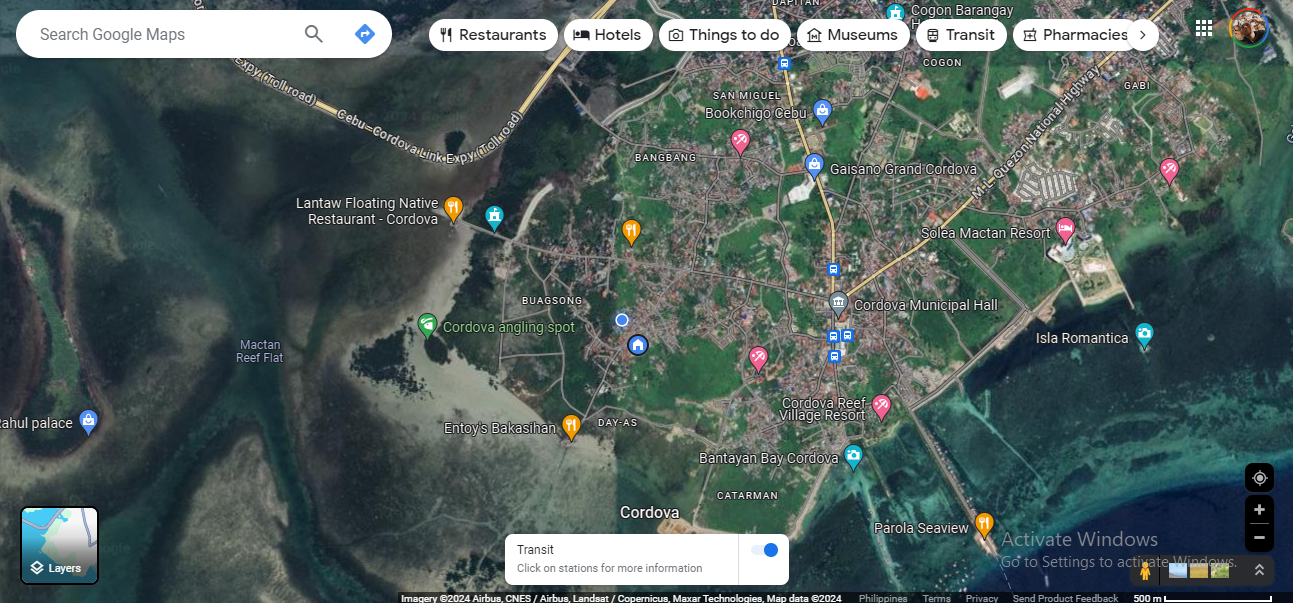 DAPITAN
Cogon Barangay
Search Google Maps
Restaurants
Hotels
Things to do
Museums
Transit
Pharmacies
COGON
Expy (Toll road)
SAN MIGUEL
GABI
Bookchigo Cebu
Cebu-Cordova Link Expy (Toll road)
M.L. Quezon National Highway
BANGBANG
Gaisano Grand Cordova
Lantaw Floating Native
Restaurant - Cordova
Solea Mactan Resort
BUAGSONG
Cordova Municipal Hall
Cordova angling spot
Isla Romantica
Mactan
Reef Flat
Cordova Reef
Village Resort
ahul palace
Entoy's Bakasihan
DAY-AS
Bantayan Bay Cordova
CATARMAN
Cordova
Parola Seaview
Activate Windows
Go to Settings to activate Windows.
Transit
Click on stations for more information
Layers
Imagery ©2024 Airbus, CNES / Airbus, Landsat / Copernicus, Maxar Technologies, Map data ©2024
Philippines
Terms
Privacy
Send Product Feedback
500 m